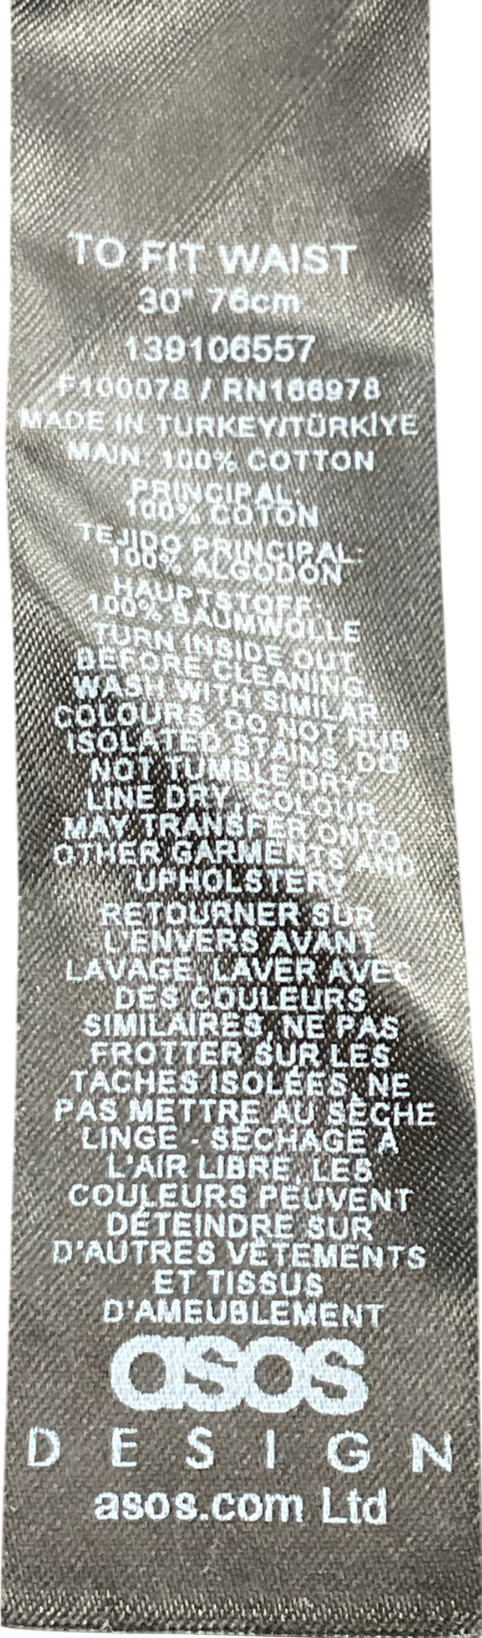 TO FIT WAIST
30" 76cm
139106557
F100078 / RN166978
MADE IN TURKEY/TÜRKİYE
MAIN: 100% COTTON
PRINCIPAL:
100% COTON
TEJIDO PRINCIPAL:
100% ALGODÓN
HAUPTSTOFF:
100% BAUMWOLLE
TURN INSIDE OUT
BEFORE CLEANING,
WASH WITH SIMILAR
COLOURS, DO NOT RUB
ISOLATED STAINS, DO
NOT TUMBLE DRY,
LINE DRY, COLOUR
MAY TRANSFER ONTO
OTHER GARMENTS AND
UPHOLSTERY
RETOURNER SUR
L'ENVERS AVANT
LAVAGE, LAVER AVEC
DES COULEURS
SIMILAIRES, NE PAS
FROTTER SUR LES
TACHES ISOLÉES, NE
PAS METTRE AU SÈCHE
LINGE - SÉCHAGE À
L'AIR LIBRE, LES
COULEURS PEUVENT
DÉTEINDRE SUR
D'AUTRES VÊTEMENTS
ET TISSUS
D'AMEUBLEMENT
asos
DESIGN
asos.com Ltd